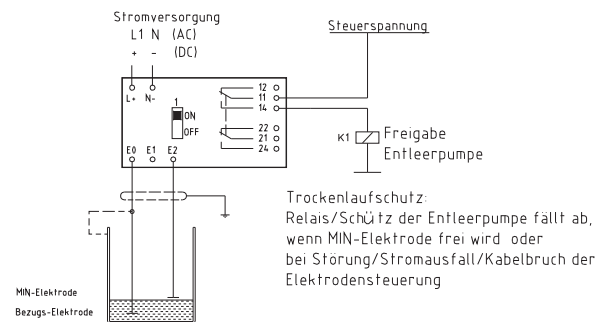 Stromversorgung
L1 N (AC)
+ - (DC)
Steuerspannung
L+ N-
1
ON
OFF
12
11
14
22
21
24
E0 E1 E2
K1
Freigabe
Entleerpumpe
Trockenlaufschutz:
Relais/Schütz der Entleerpumpe fällt ab,
wenn MIN-Elektrode frei wird oder
bei Störung/Stromausfall/Kabelbruch der
Elektrodensteuerung
MIN-Elektrode
Bezugs-Elektrode